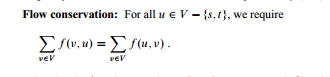 Flow conservation: For all u ∈ V − {s, t}, we require
∑ f(v, u) = ∑ f(u, v) .
v∈V v∈V